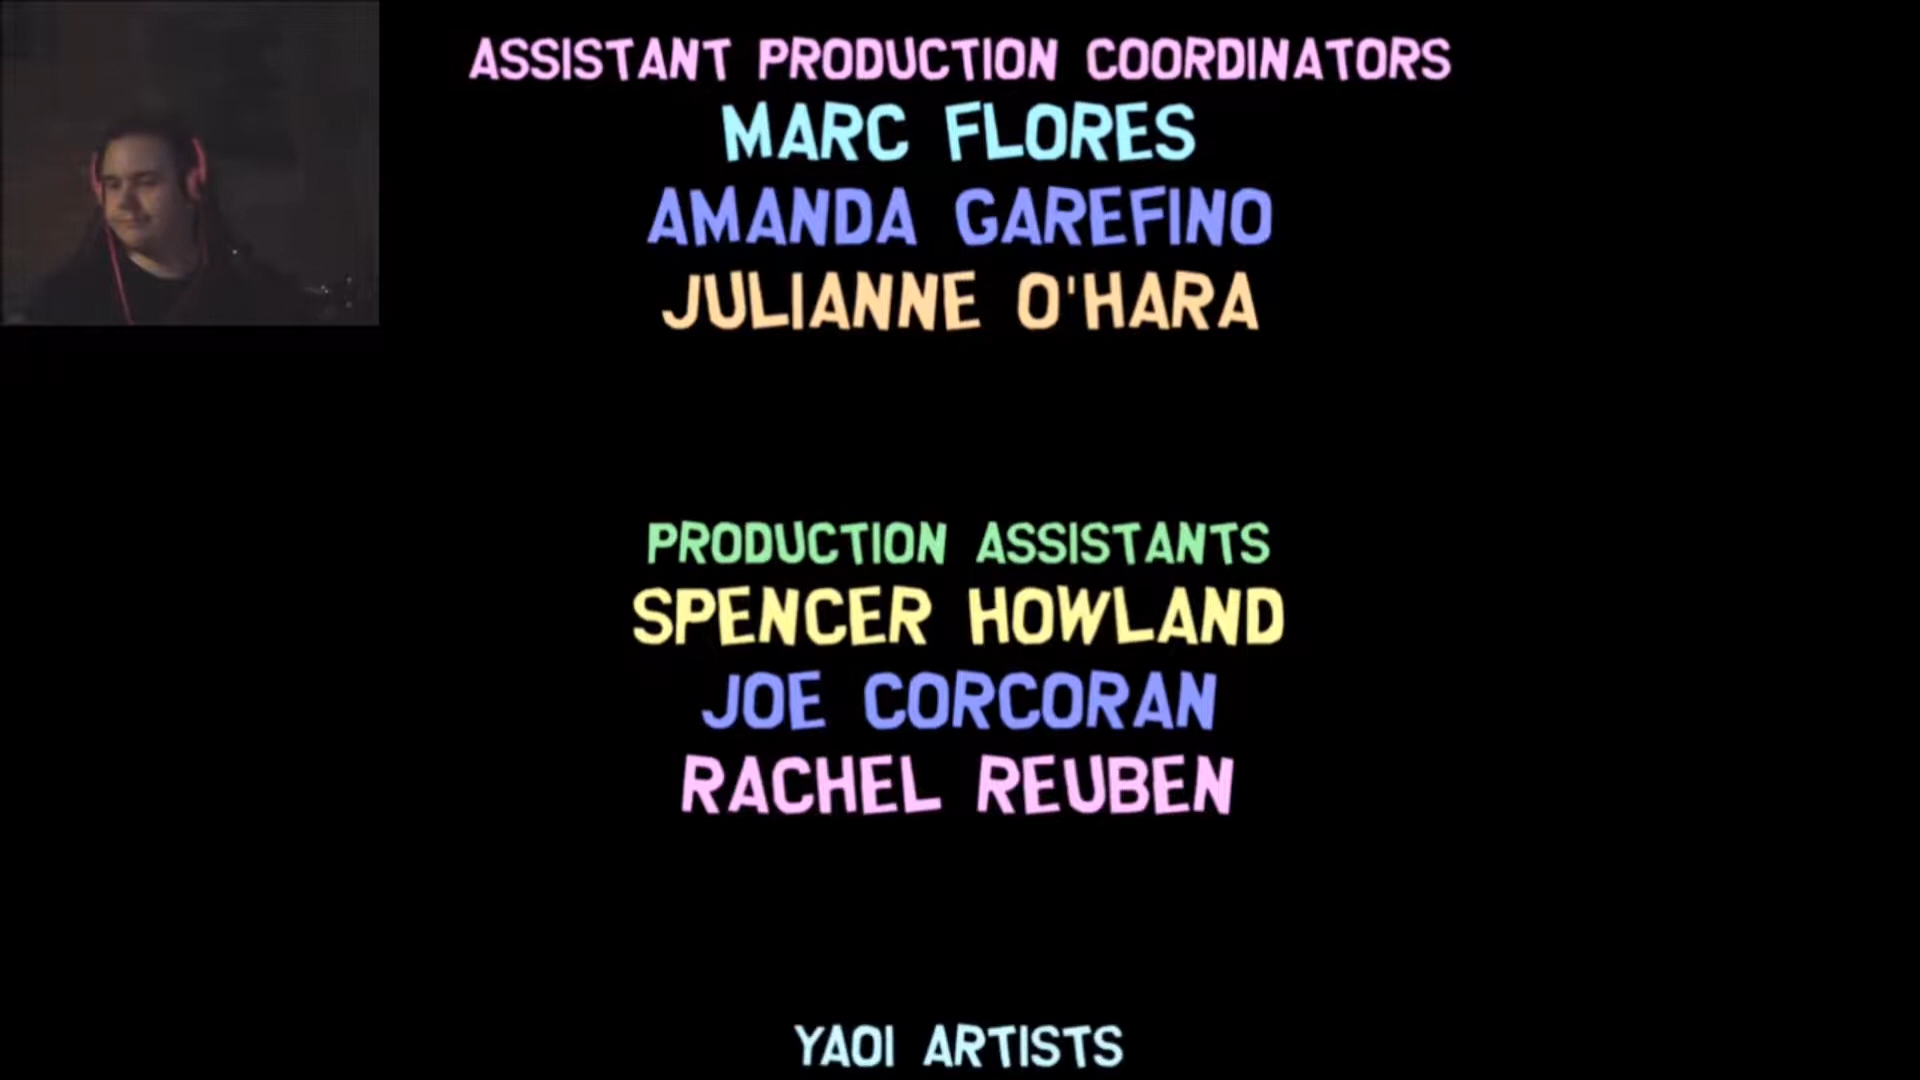 ASSISTANT PRODUCTION COORDINATORS
MARC FLORES
AMANDA GAREFINO
JULIANNE O'HARA
PRODUCTION ASSISTANTS
SPENCER HOWLAND
JOE CORCORAN
RACHEL REUBEN
YAOI ARTISTS